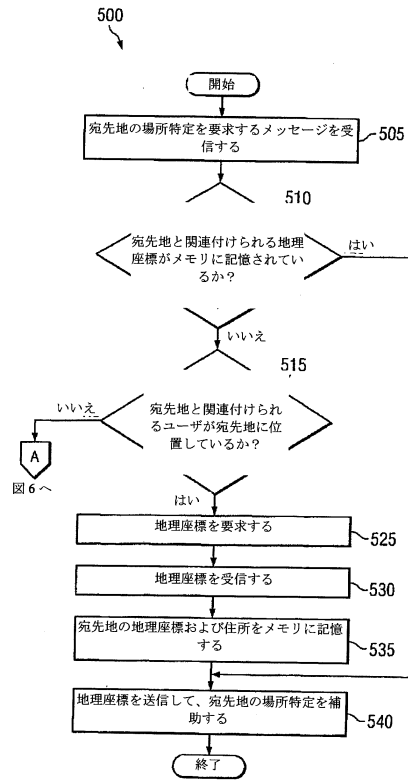 500
開始
宛先地の場所特定を要求するメッセージを受
信する
505
510
宛先地と関連付けられる地理
座標がメモリに記憶されてい
るか？
はい
いいえ
515
宛先地と関連付けられ
るユーザが宛先地に位
置しているか？
いいえ
A
図6へ
はい
地理座標を要求する
525
地理座標を受信する
530
宛先地の地理座標および住所をメモリに記憶
する
535
地理座標を送信して、宛先地の場所特定を補
助する
540
終了